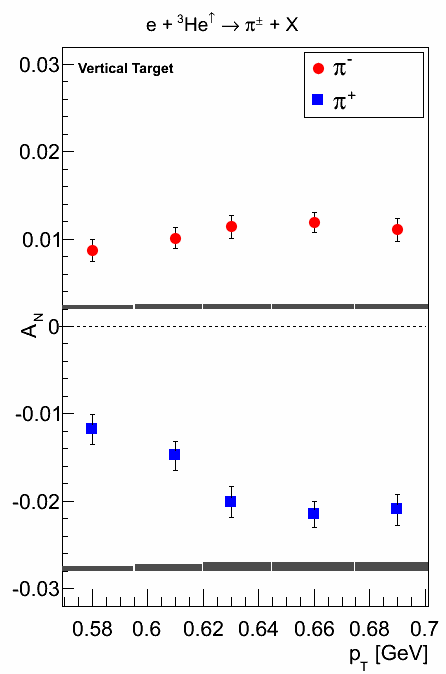 e + ³He↑ → π± + X
Vertical Target
π⁻
π⁺
0.03
0.02
0.01
0
-0.01
-0.02
-0.03
A_N
0.58 0.6 0.62 0.64 0.66 0.68 0.7
p_T [GeV]